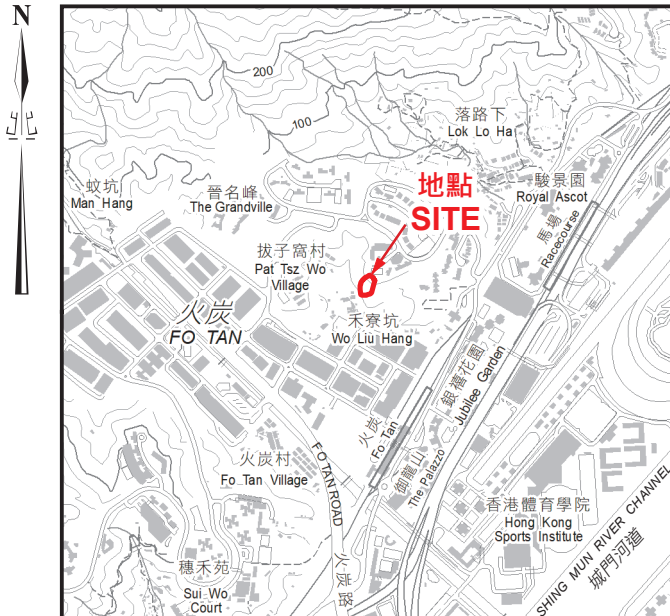 N
200
100
落路下
Lok Lo Ha
蚊坑
Man Hang
晉名峰
The Grandville
地點
SITE
駿景園
Royal Ascot
馬場
Racecourse
拔子窩村
Pat Tsz Wo
Village
火炭
FO TAN
禾寮坑
Wo Liu Hang
銀禧花園
Jubilee Garden
火炭
Fo Tan
御龍山
The Palazzo
火炭村
Fo Tan Village
FO TAN ROAD
火炭路
香港體育學院
Hong Kong
Sports Institute
SHING MUN RIVER CHANNEL
城門河道
穗禾苑
Sui Wo
Court